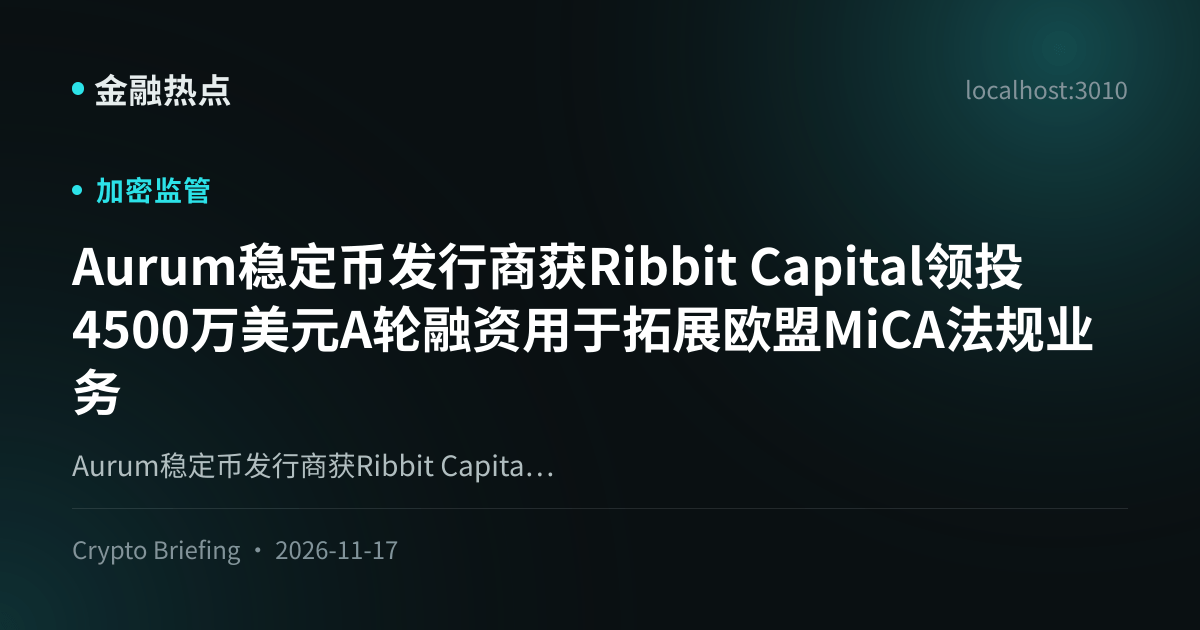 金融热点
localhost:3010
加密监管
Aurum稳定币发行商获Ribbit Capital领投
4500万美元A轮融资用于拓展欧盟MiCA法规业
务
Aurum稳定币发行商获Ribbit Capita…
Crypto Briefing · 2026-11-17